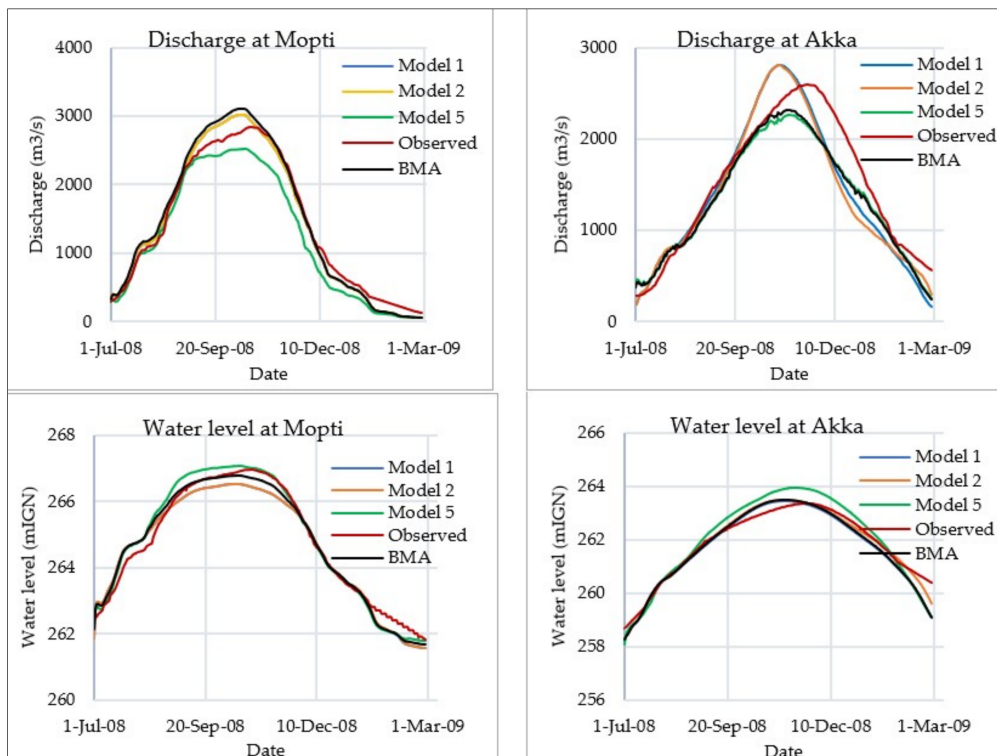 Discharge at Mopti
4000
3000
2000
1000
0
Discharge (m3/s)
Model 1
Model 2
Model 5
Observed
BMA
1-Jul-08 20-Sep-08 10-Dec-08 1-Mar-09
Date
Discharge at Akka
3000
2000
1000
0
Discharge (m3/s)
Model 1
Model 2
Model 5
Observed
BMA
1-Jul-08 20-Sep-08 10-Dec-08 1-Mar-09
Date
Water level at Mopti
268
266
264
262
260
Water level (mIGN)
Model 1
Model 2
Model 5
Observed
BMA
1-Jul-08 20-Sep-08 10-Dec-08 1-Mar-09
Date
Water level at Akka
266
264
262
260
258
256
Water level (mIGN)
Model 1
Model 2
Model 5
Observed
BMA
1-Jul-08 20-Sep-08 10-Dec-08 1-Mar-09
Date